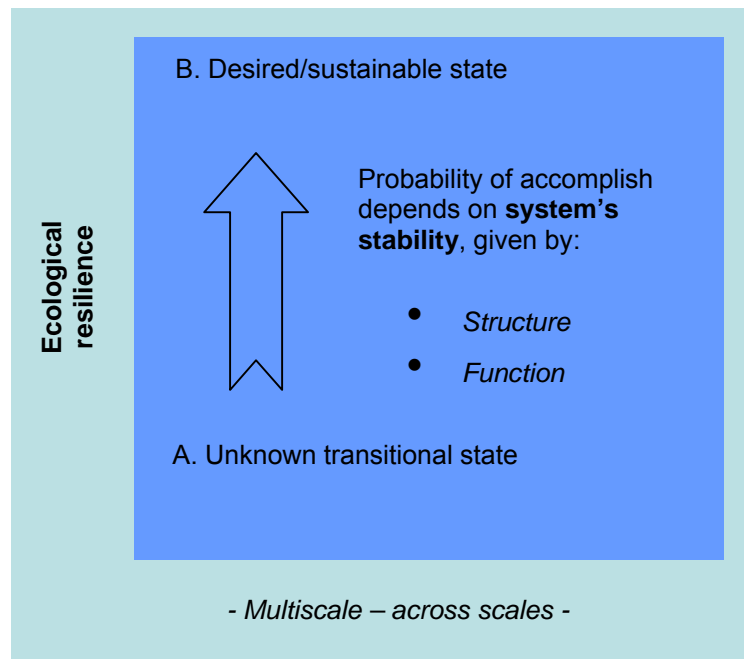 B. Desired/sustainable state
Probability of accomplish
depends on system's
stability, given by:
• Structure
• Function
A. Unknown transitional state
Ecological
resilience
- Multiscale – across scales -